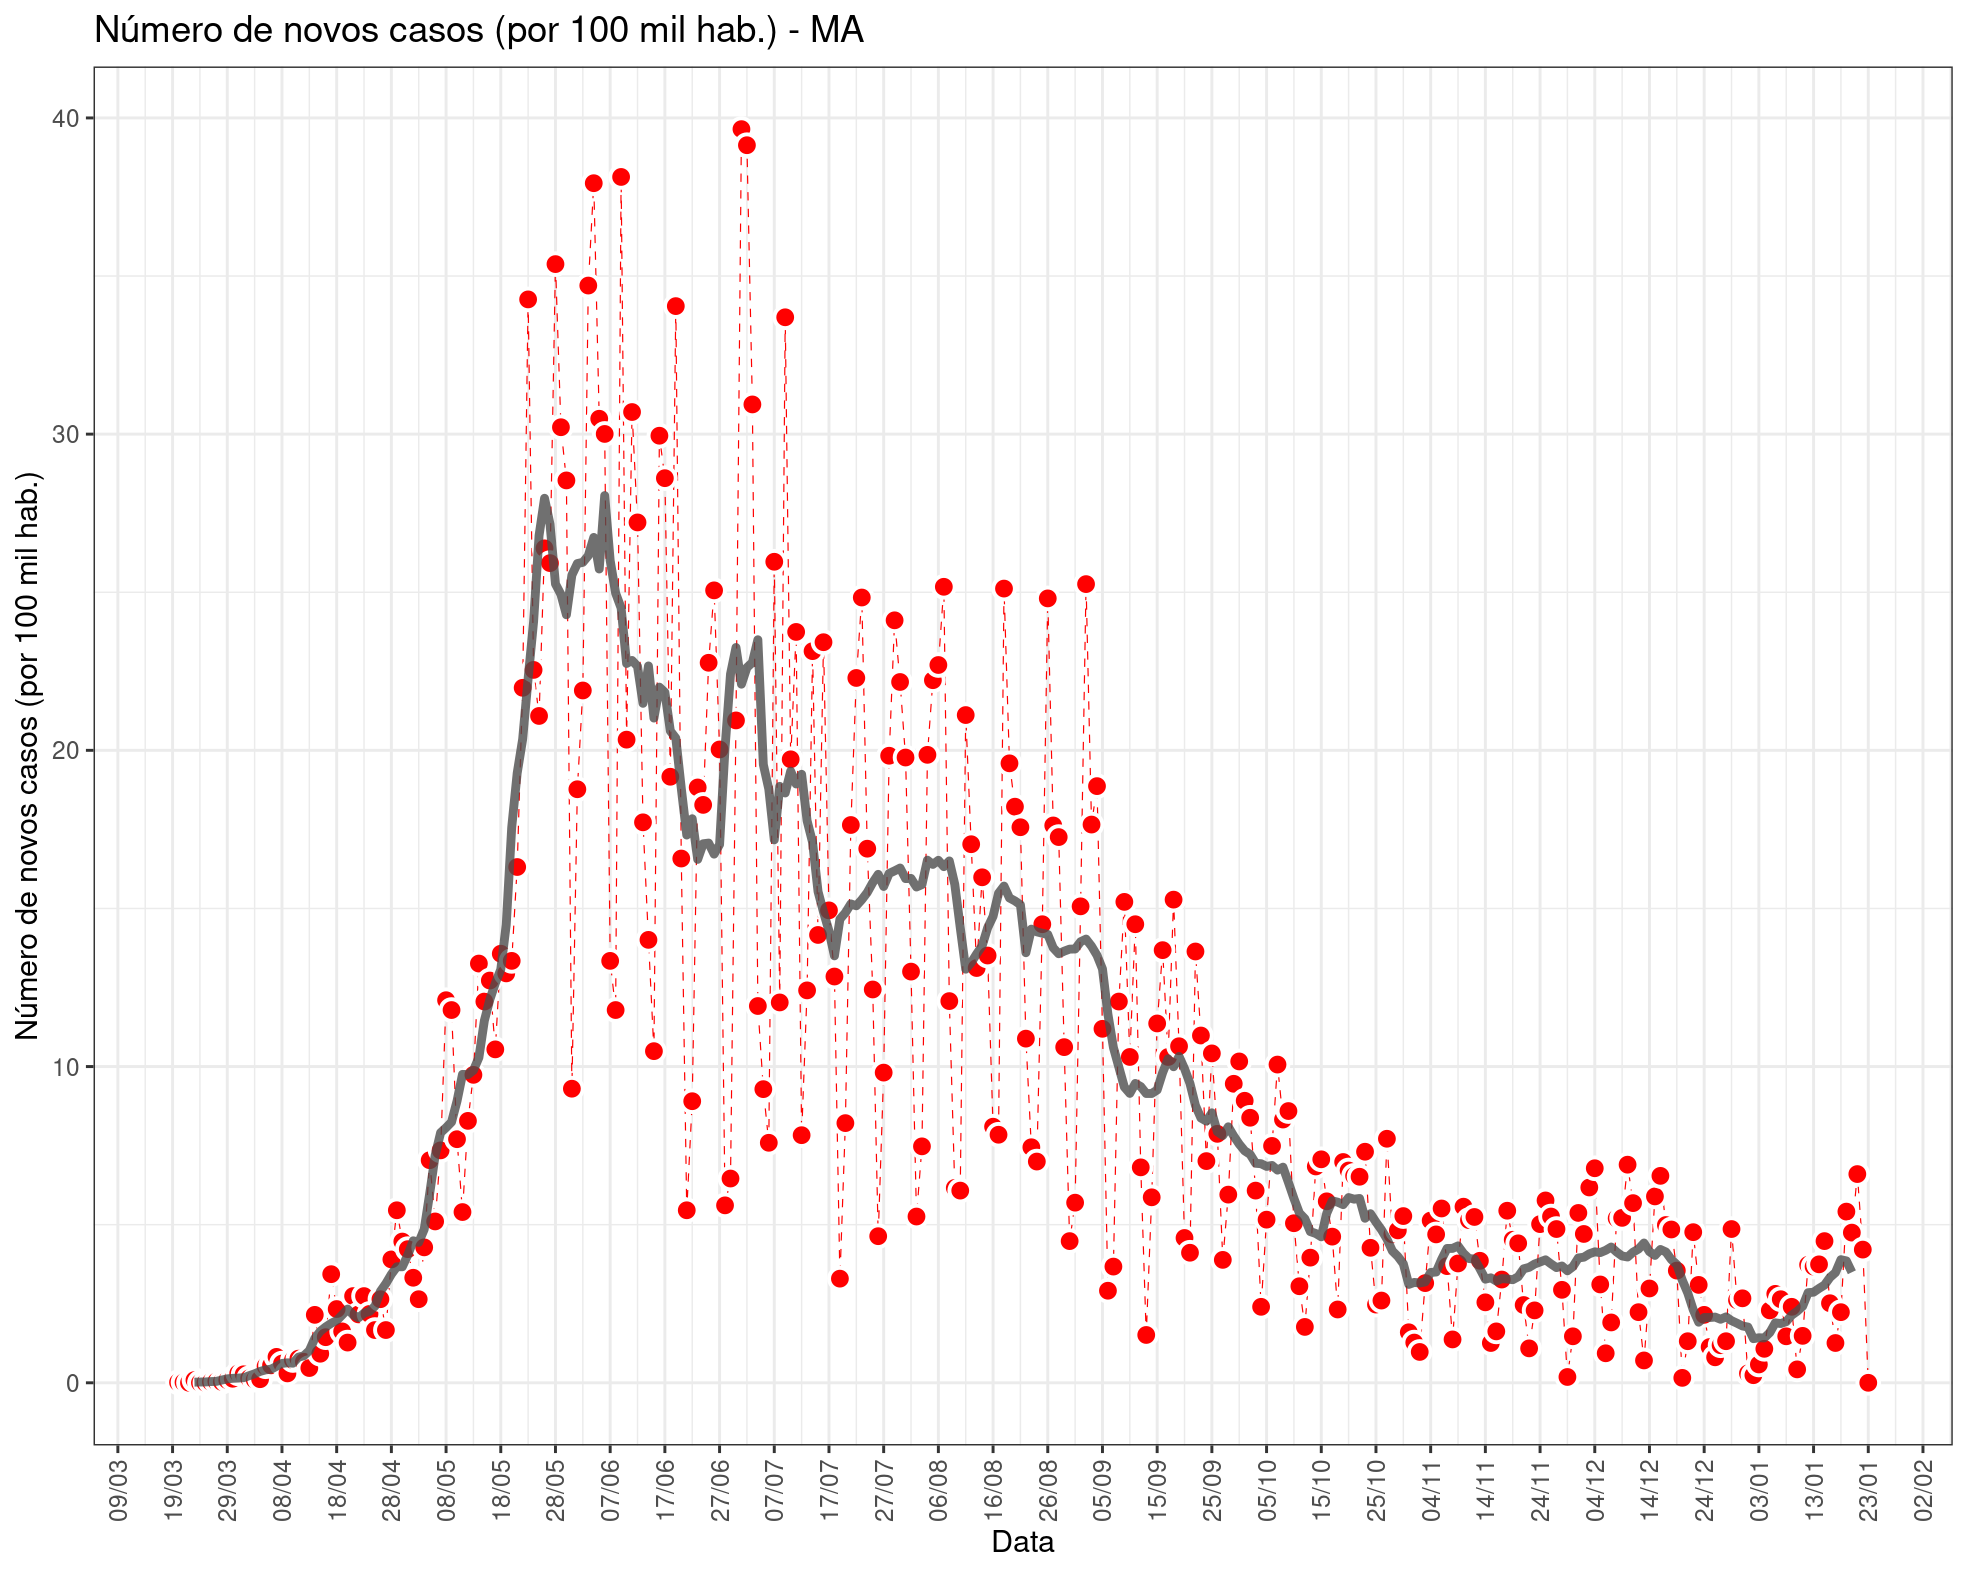 Número de novos casos (por 100 mil hab.) - MA
Número de novos casos (por 100 mil hab.)
40
30
20
10
0
09/03 19/03 29/03 08/04 18/04 28/04 08/05 18/05 28/05 07/06 17/06 27/06 07/07 17/07 27/07 06/08 16/08 26/08 05/09 15/09 25/09 05/10 15/10 25/10 04/11 14/11 24/11 04/12 14/12 24/12 03/01 13/01 23/01 02/02
Data